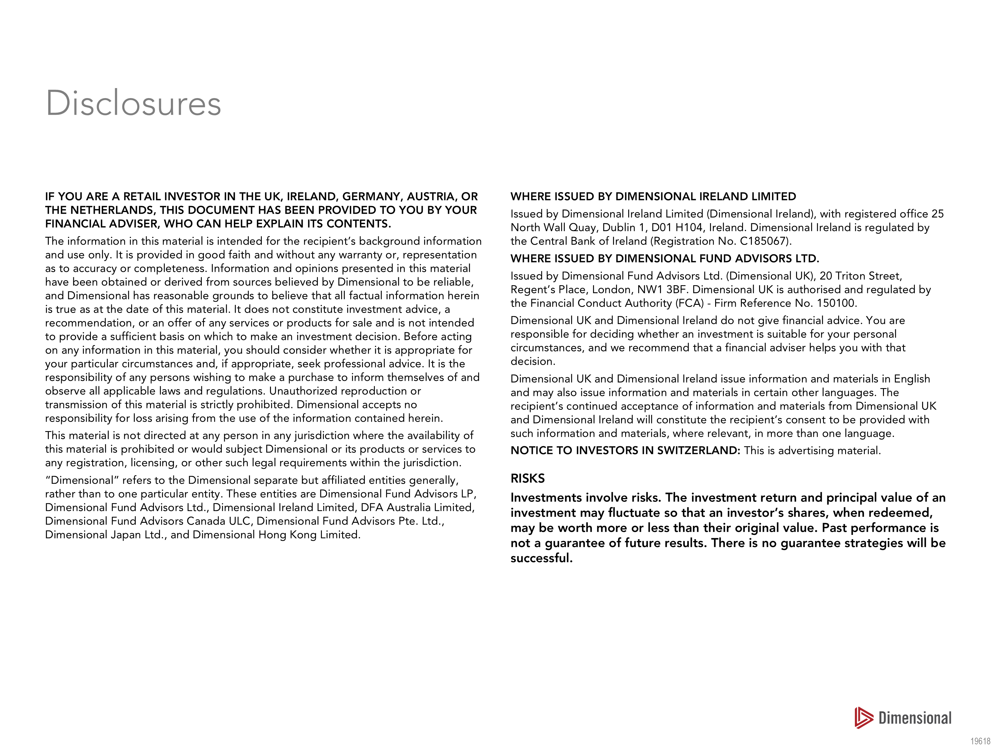 Disclosures
IF YOU ARE A RETAIL INVESTOR IN THE UK, IRELAND, GERMANY, AUSTRIA, OR
THE NETHERLANDS, THIS DOCUMENT HAS BEEN PROVIDED TO YOU BY YOUR
FINANCIAL ADVISER, WHO CAN HELP EXPLAIN ITS CONTENTS.
The information in this material is intended for the recipient’s background information
and use only. It is provided in good faith and without any warranty or, representation
as to accuracy or completeness. Information and opinions presented in this material
have been obtained or derived from sources believed by Dimensional to be reliable,
and Dimensional has reasonable grounds to believe that all factual information herein
is true as at the date of this material. It does not constitute investment advice, a
recommendation, or an offer of any services or products for sale and is not intended
to provide a sufficient basis on which to make an investment decision. Before acting
on any information in this material, you should consider whether it is appropriate for
your particular circumstances and, if appropriate, seek professional advice. It is the
responsibility of any persons wishing to make a purchase to inform themselves of and
observe all applicable laws and regulations. Unauthorized reproduction or
transmission of this material is strictly prohibited. Dimensional accepts no
responsibility for loss arising from the use of the information contained herein.
This material is not directed at any person in any jurisdiction where the availability of
this material is prohibited or would subject Dimensional or its products or services to
any registration, licensing, or other such legal requirements within the jurisdiction.
“Dimensional” refers to the Dimensional separate but affiliated entities generally,
rather than to one particular entity. These entities are Dimensional Fund Advisors LP,
Dimensional Fund Advisors Ltd., Dimensional Ireland Limited, DFA Australia Limited,
Dimensional Fund Advisors Canada ULC, Dimensional Fund Advisors Pte. Ltd.,
Dimensional Japan Ltd., and Dimensional Hong Kong Limited.
WHERE ISSUED BY DIMENSIONAL IRELAND LIMITED
Issued by Dimensional Ireland Limited (Dimensional Ireland), with registered office 25
North Wall Quay, Dublin 1, D01 H104, Ireland. Dimensional Ireland is regulated by
the Central Bank of Ireland (Registration No. C185067).
WHERE ISSUED BY DIMENSIONAL FUND ADVISORS LTD.
Issued by Dimensional Fund Advisors Ltd. (Dimensional UK), 20 Triton Street,
Regent’s Place, London, NW1 3BF. Dimensional UK is authorised and regulated by
the Financial Conduct Authority (FCA) - Firm Reference No. 150100.
Dimensional UK and Dimensional Ireland do not give financial advice. You are
responsible for deciding whether an investment is suitable for your personal
circumstances, and we recommend that a financial adviser helps you with that
decision.
Dimensional UK and Dimensional Ireland issue information and materials in English
and may also issue information and materials in certain other languages. The
recipient’s continued acceptance of information and materials from Dimensional UK
and Dimensional Ireland will constitute the recipient’s consent to be provided with
such information and materials, where relevant, in more than one language.
NOTICE TO INVESTORS IN SWITZERLAND: This is advertising material.
RISKS
Investments involve risks. The investment return and principal value of an
investment may fluctuate so that an investor’s shares, when redeemed,
may be worth more or less than their original value. Past performance is
not a guarantee of future results. There is no guarantee strategies will be
successful.
Dimensional
19618